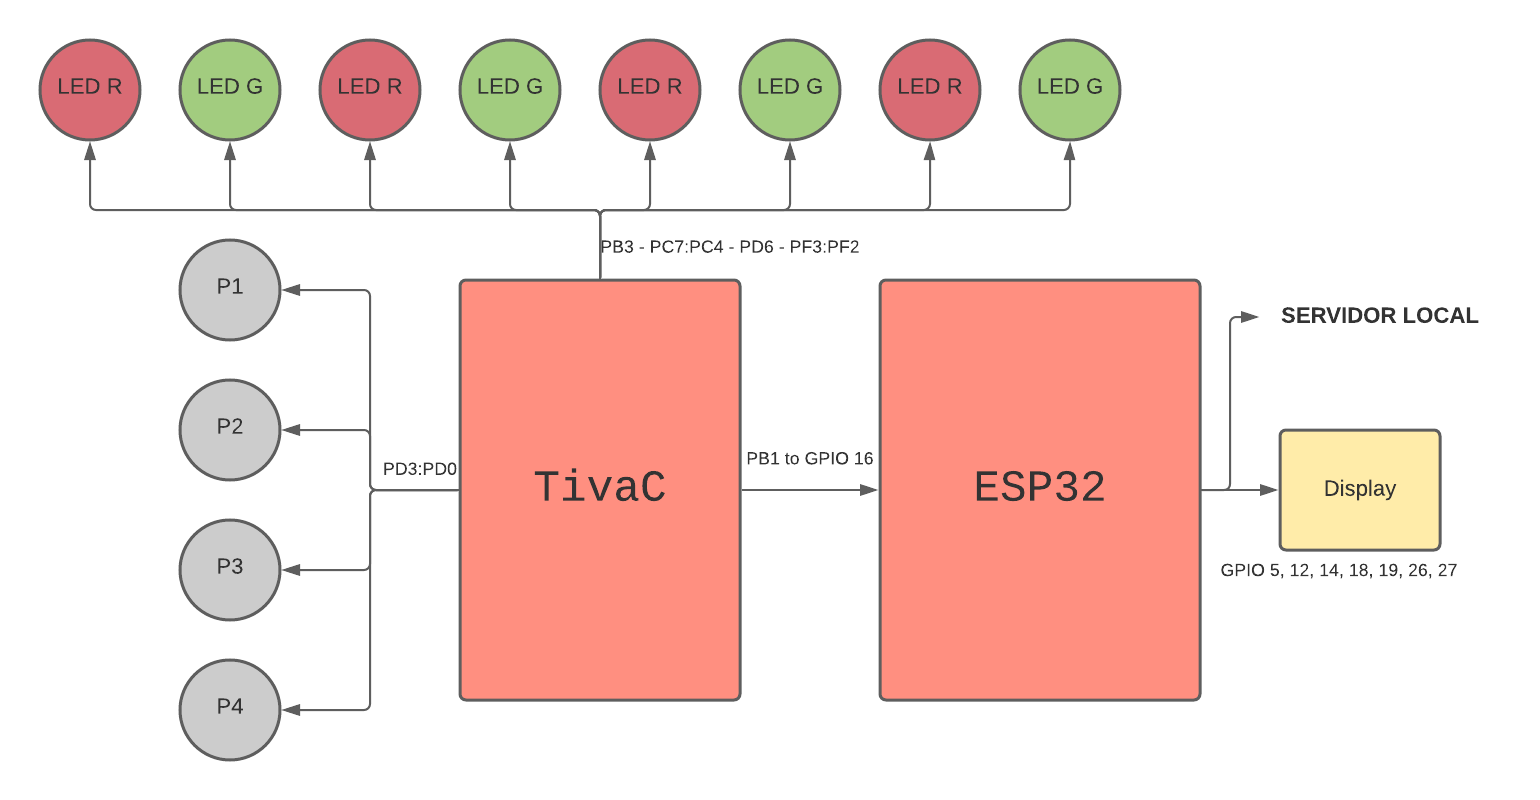 LED R
LED G
LED R
LED G
LED R
LED G
LED R
LED G
PB3 - PC7:PC4 - PD6 - PF3:PF2
P1
P2
P3
P4
PD3:PD0
TivaC
PB1 to GPIO 16
ESP32
SERVIDOR LOCAL
Display
GPIO 5, 12, 14, 18, 19, 26, 27